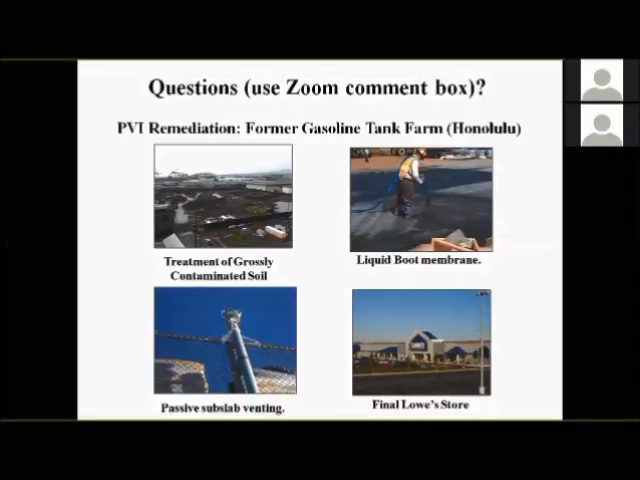 Questions (use Zoom comment box)?
PVI Remediation: Former Gasoline Tank Farm (Honolulu)
Treatment of Grossly
Contaminated Soil
Liquid Boot membrane.
LOWE'S
Passive subslab venting.
Final Lowe's Store